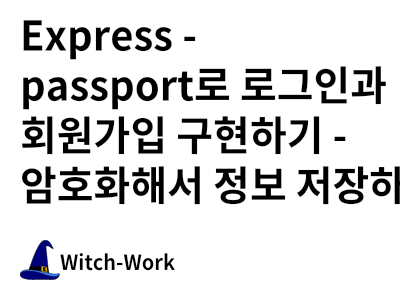 Express -
passport로 로그인과
회원가입 구현하기 -
암호화해서 정보 저장하
Witch-Work